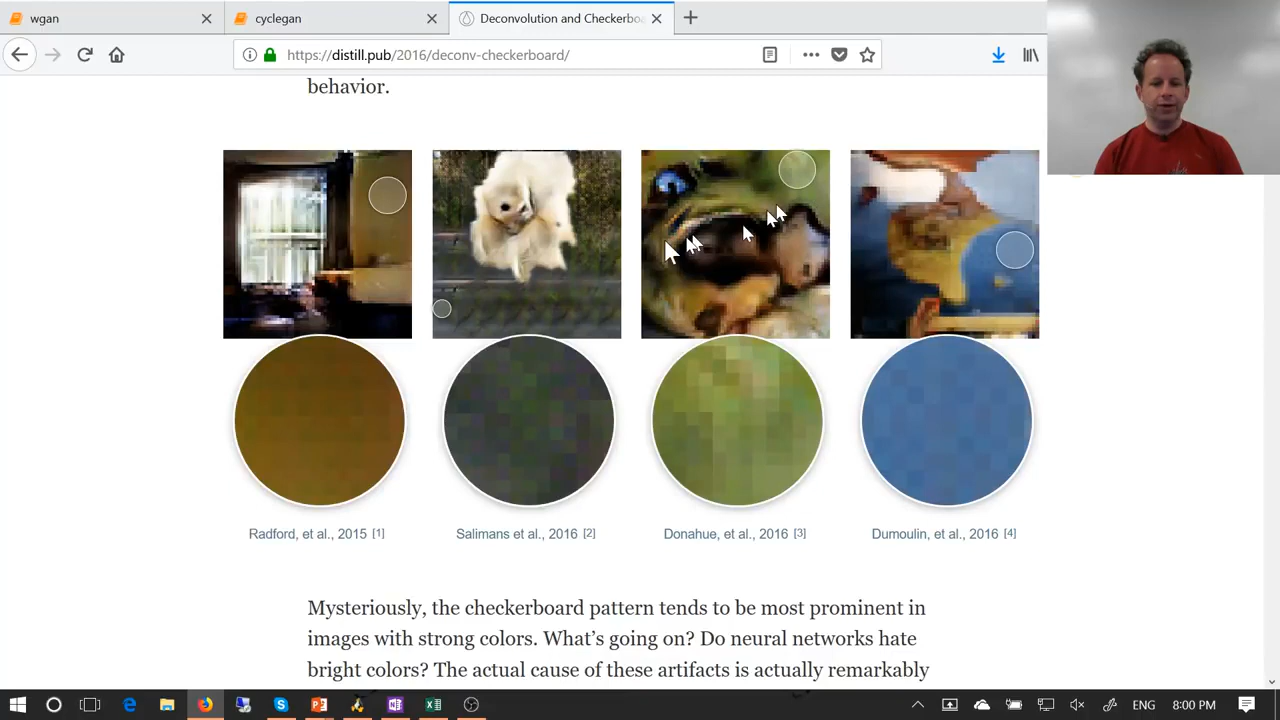 wgan
cyclegan
Deconvolution and Checkerboa
https://distill.pub/2016/deconv-checkerboard/
behavior.
Radford, et al., 2015 [1]
Salimans et al., 2016 [2]
Donahue, et al., 2016 [3]
Dumoulin, et al., 2016 [4]
Mysteriously, the checkerboard pattern tends to be most prominent in
images with strong colors. What’s going on? Do neural networks hate
bright colors? The actual cause of these artifacts is actually remarkably
ENG
8:00 PM